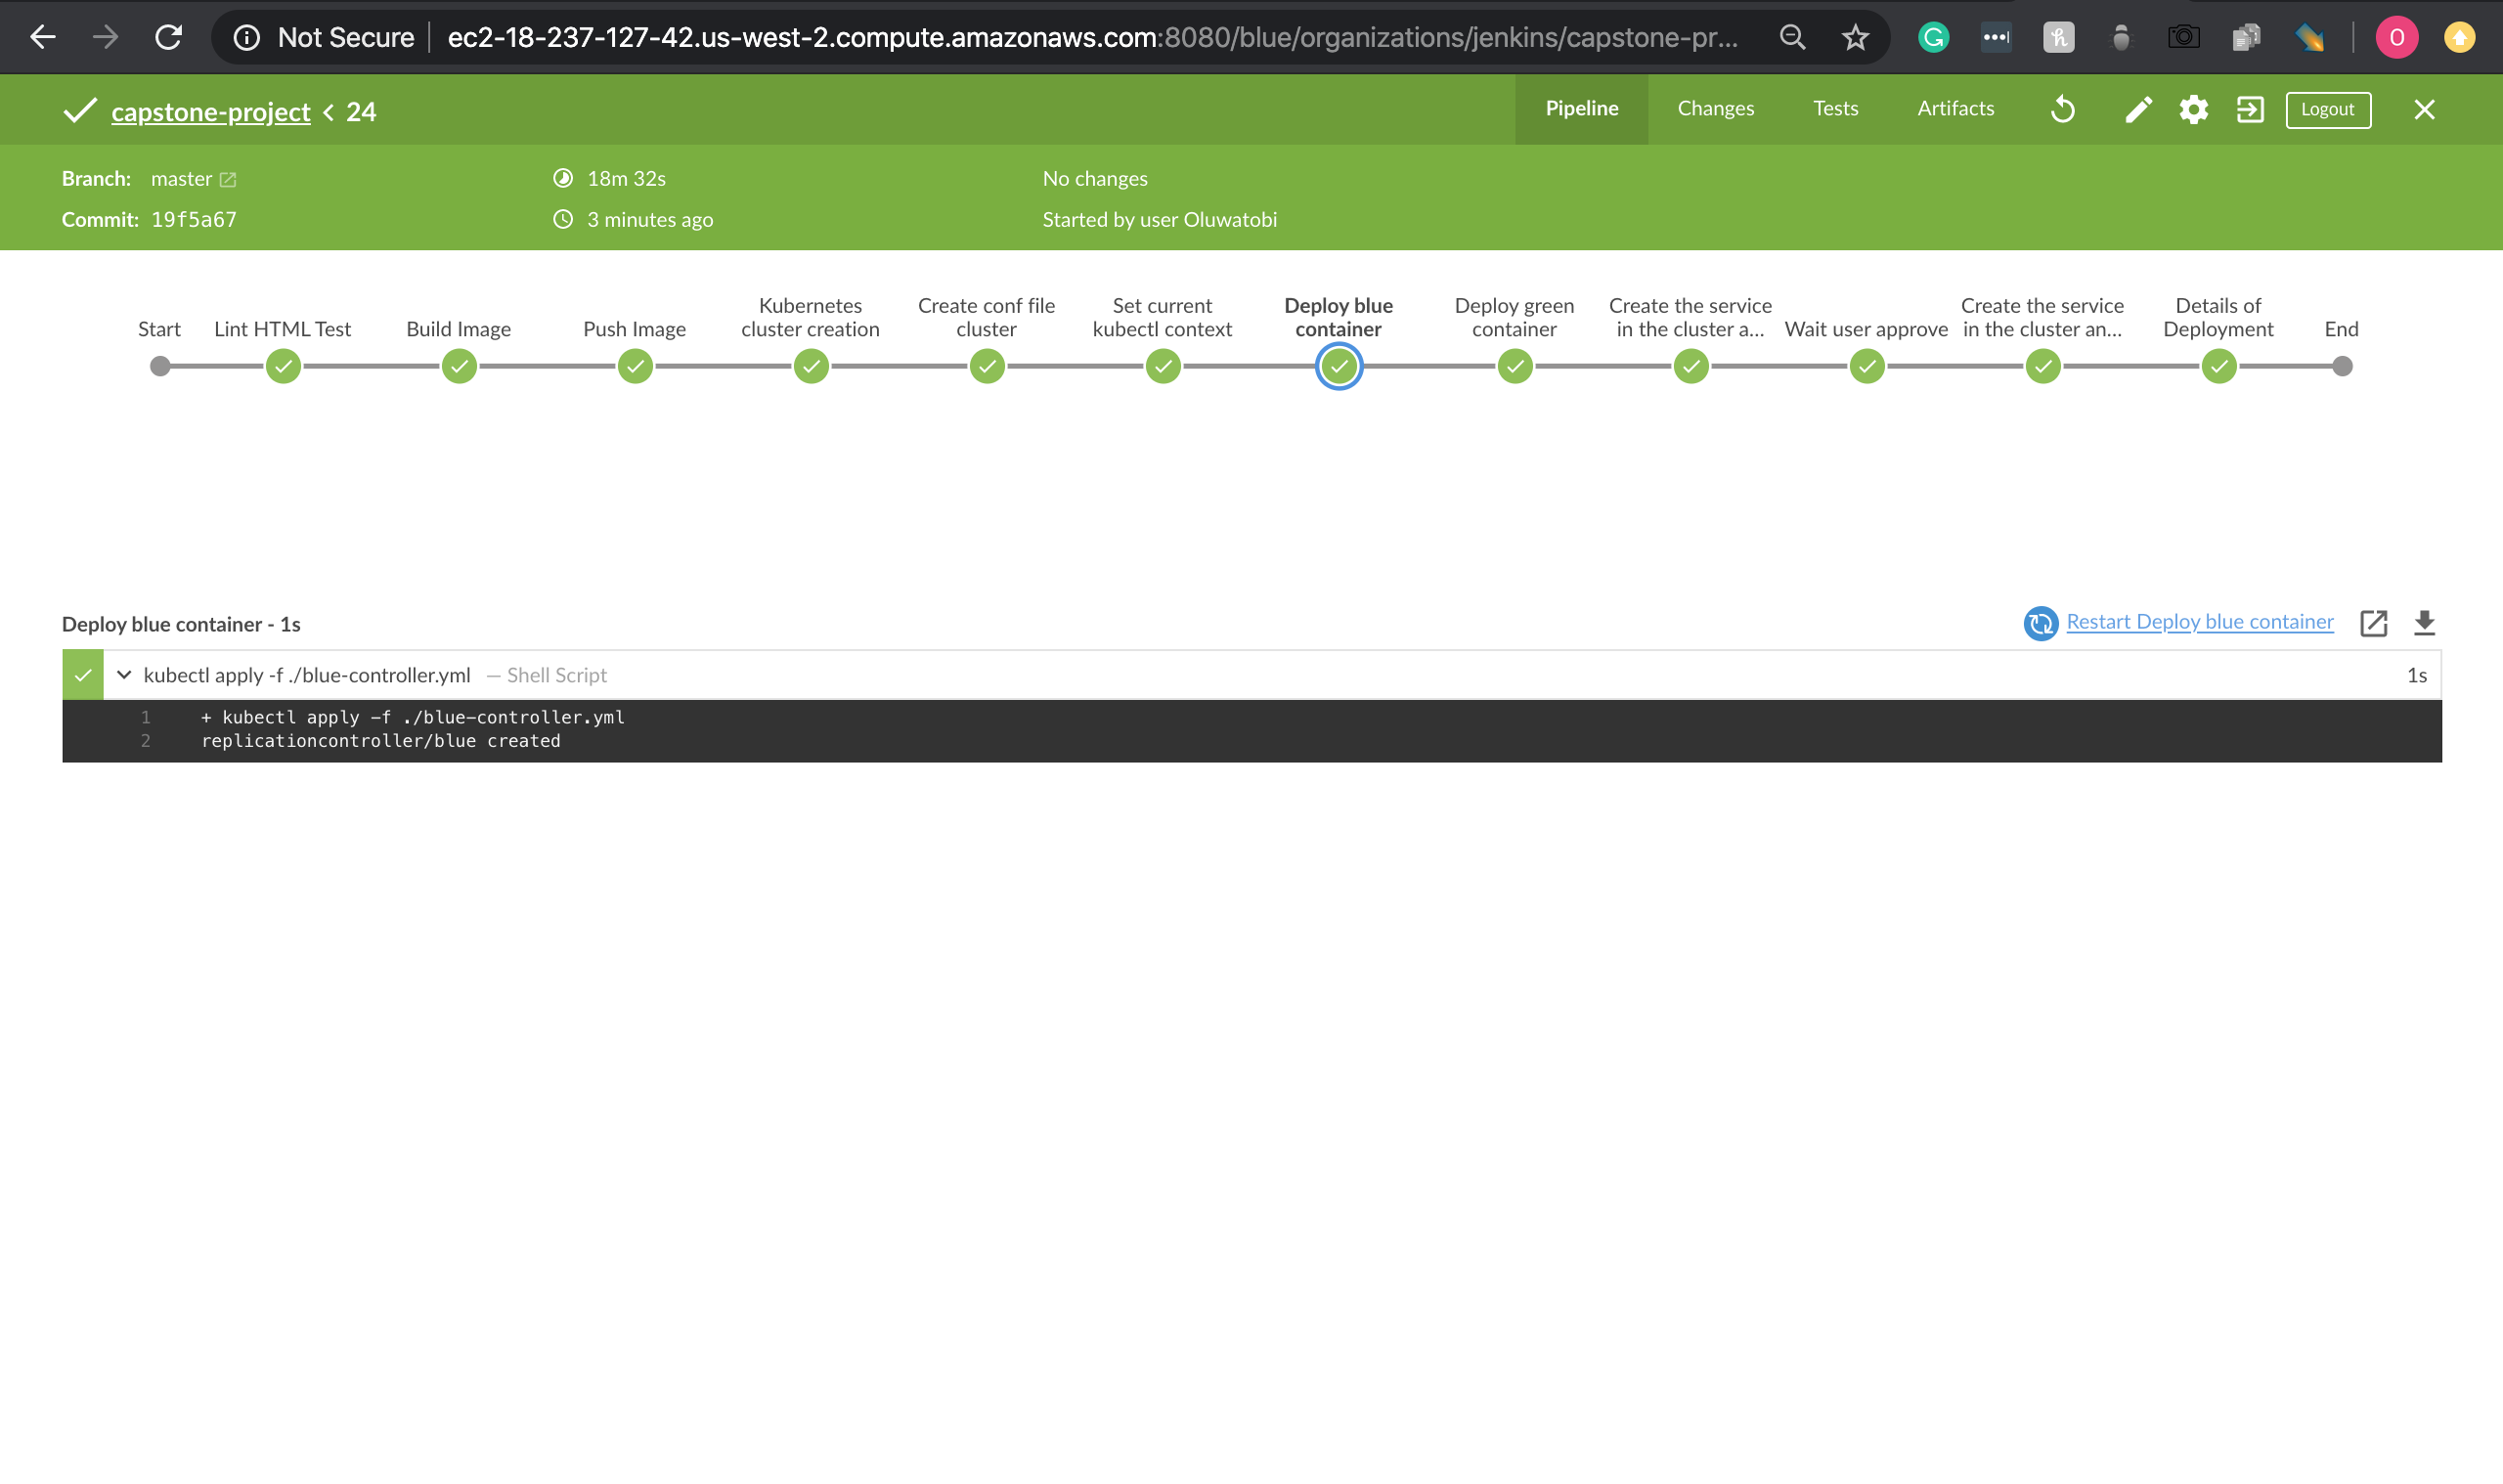 Not Secure
ec2-18-237-127-42.us-west-2.compute.amazonaws.com:8080/blue/organizations/jenkins/capstone-pr...
O
capstone-project < 24
Pipeline
Changes
Tests
Artifacts
Logout
Branch: master
18m 32s
No changes
Commit: 19f5a67
3 minutes ago
Started by user Oluwatobi
Start
Lint HTML Test
Build Image
Push Image
Kubernetes
cluster creation
Create conf file
cluster
Set current
kubectl context
Deploy blue
container
Deploy green
container
Create the service
in the cluster a...
Wait user approve
Create the service
in the cluster an...
Details of
Deployment
End
Deploy blue container - 1s
Restart Deploy blue container
kubectl apply -f ./blue-controller.yml — Shell Script
1s
1 + kubectl apply -f ./blue-controller.yml
2 replicationcontroller/blue created